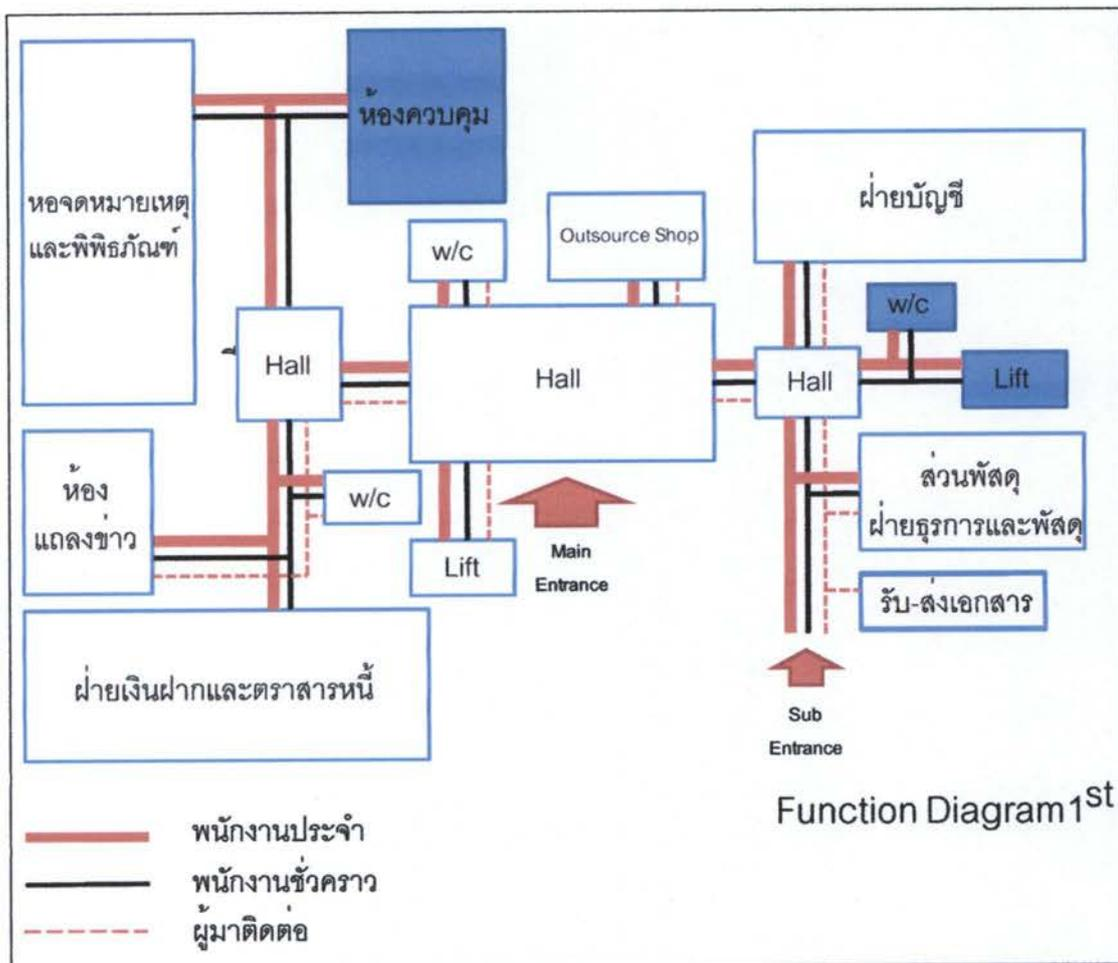 ห้องควบคุม
หอจดหมายเหตุ
และพิพิธภัณฑ์
ฝ่ายบัญชี
w/c
Outsource Shop
w/c
Hall
Hall
Hall
Lift
ห้อง
แถลงข่าว
w/c
ส่วนพัสดุ
ฝ่ายธุรการและพัสดุ
Lift
Main
Entrance
รับ-ส่งเอกสาร
ฝ่ายเงินฝากและตราสารหนี้
Sub
Entrance
Function Diagram 1st
พนักงานประจำ
พนักงานชั่วคราว
ผู้มาติดต่อ